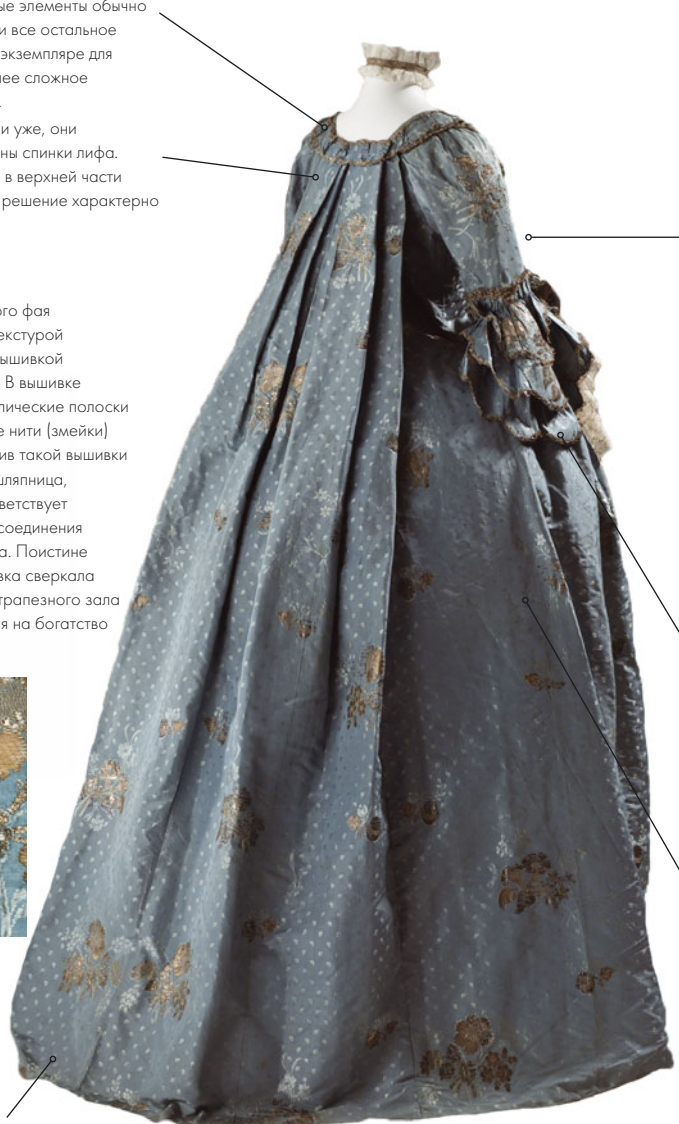 ые элементы обычно
и все остальное
экземпляре для
ее сложное
и уже, они
ны спинки лифа.
в верхней части
решение характерно
ого фая
екстурой
ышивкой
В вышивке
лические полоски
е нити (змейки)
ив такой вышивки
шляпница,
ветствует
соединения
а. Поистине
вка сверкала
трапезного зала
я на богатство